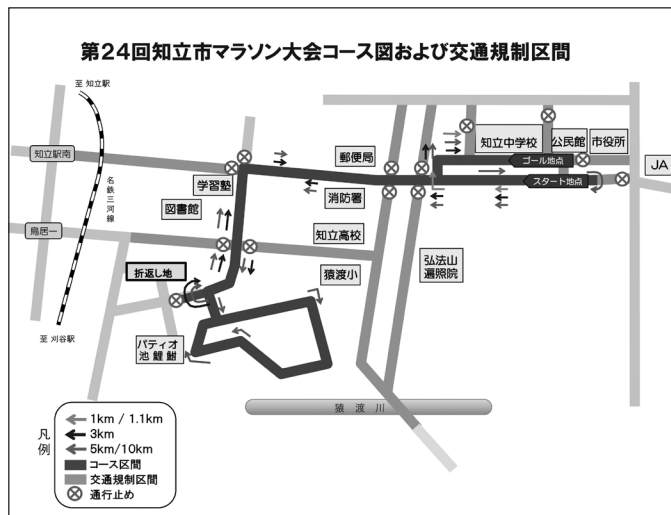 第24回知立市マラソン大会コース図および交通規制区間
至 知立駅
知立駅南
名鉄三河線
鳥居一
至 刈谷駅
学習塾
図書館
折返し地
パティオ
池鯉鮒
郵便局
消防署
知立高校
猿渡小
弘法山
遍照院
知立中学校
公民館
市役所
JA
ゴール地点
スタート地点
猿渡川
凡例
1km / 1.1km
3km
5km/10km
コース区間
交通規制区間
通行止め